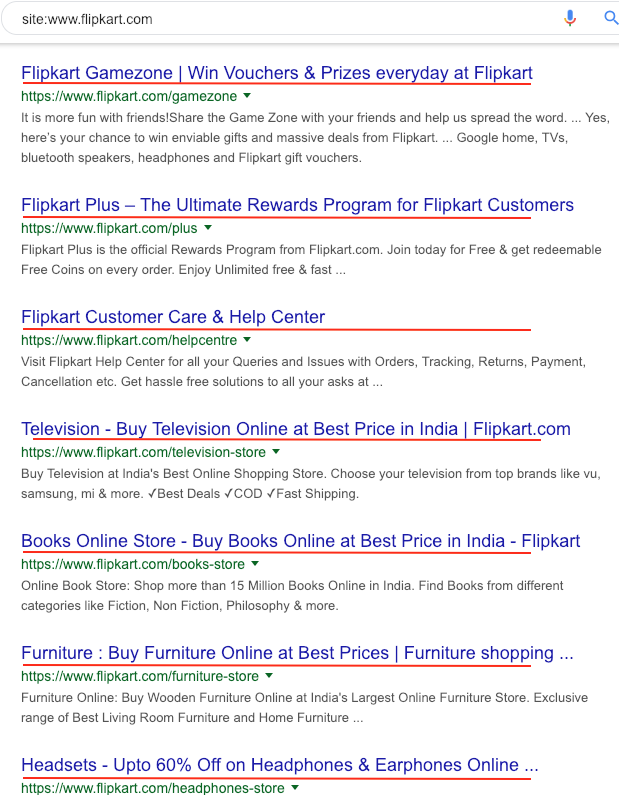 site:www.flipkart.com
Flipkart Gamezone | Win Vouchers & Prizes everyday at Flipkart
https://www.flipkart.com/gamezone
It is more fun with friends!Share the Game Zone with your friends and help us spread the word. ... Yes,
here's your chance to win enviable gifts and massive deals from Flipkart. ... Google home, TVs,
bluetooth speakers, headphones and Flipkart gift vouchers.
Flipkart Plus – The Ultimate Rewards Program for Flipkart Customers
https://www.flipkart.com/plus
Flipkart Plus is the official Rewards Program from Flipkart.com. Join today for Free & get redeemable
Free Coins on every order. Enjoy Unlimited free & fast ...
Flipkart Customer Care & Help Center
https://www.flipkart.com/helpcentre
Visit Flipkart Help Center for all your Queries and Issues with Orders, Tracking, Returns, Payment,
Cancellation etc. Get hassle free solutions to all your asks at ...
Television - Buy Television Online at Best Price in India | Flipkart.com
https://www.flipkart.com/television-store
Buy Television at India's Best Online Shopping Store. Choose your television from top brands like vu,
samsung, mi & more. ✓Best Deals ✓COD ✓Fast Shipping.
Books Online Store - Buy Books Online at Best Price in India - Flipkart
https://www.flipkart.com/books-store
Online Book Store: Shop more than 15 Million Books Online in India. Find Books from different
categories like Fiction, Non Fiction, Philosophy & more.
Furniture : Buy Furniture Online at Best Prices | Furniture shopping ...
https://www.flipkart.com/furniture-store
Furniture Online: Buy Wooden Furniture Online at India's Largest Online Furniture Store. Exclusive
range of Best Living Room Furniture and Home Furniture ...
Headsets - Upto 60% Off on Headphones & Earphones Online ...
https://www.flipkart.com/headphones-store